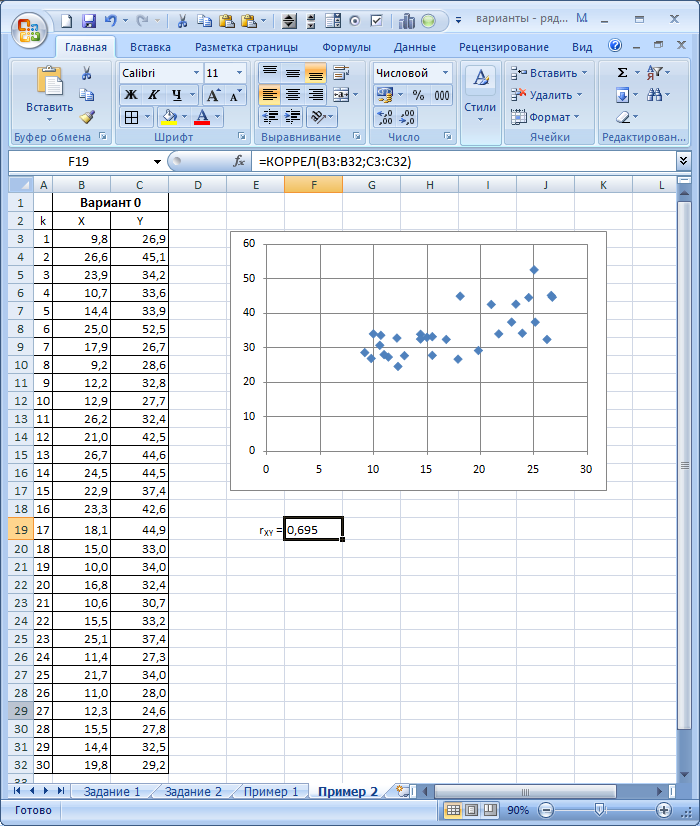 варианты - ряд... М
Главная Вставка Разметка страницы Формулы Данные Рецензирование Вид
Вставить
Буфер обмена
Calibri 11
Ж К Ч А А
А
Шрифт
Выравнивание
Числовой
% 000
Число
Стили
Вставить
Удалить
Формат
Ячейки
Σ
Редактирован...
F19 fx =КОРРЕЛ(B3:B32;C3:C32)
A B C D E F G H I J K L
1 Вариант 0
2 k X Y
3 1 9,8 26,9
4 2 26,6 45,1
5 3 23,9 34,2
6 4 10,7 33,6
7 5 14,4 33,9
8 6 25,0 52,5
9 7 17,9 26,7
10 8 9,2 28,6
11 9 12,2 32,8
12 10 12,9 27,7
13 11 26,2 32,4
14 12 21,0 42,5
15 13 26,7 44,6
16 14 24,5 44,5
17 15 22,9 37,4
18 16 23,3 42,6
19 17 18,1 44,9
20 18 15,0 33,0
21 19 10,0 34,0
22 20 16,8 32,4
23 21 10,6 30,7
24 22 15,5 33,2
25 23 25,1 37,4
26 24 11,4 27,3
27 25 21,7 34,0
28 26 11,0 28,0
29 27 12,3 24,6
30 28 15,5 27,8
31 29 14,4 32,5
32 30 19,8 29,2
60
50
40
30
20
10
0
0 5 10 15 20 25 30
rXY = 0,695
Задание 1 Задание 2 Пример 1 Пример 2
Готово 90%